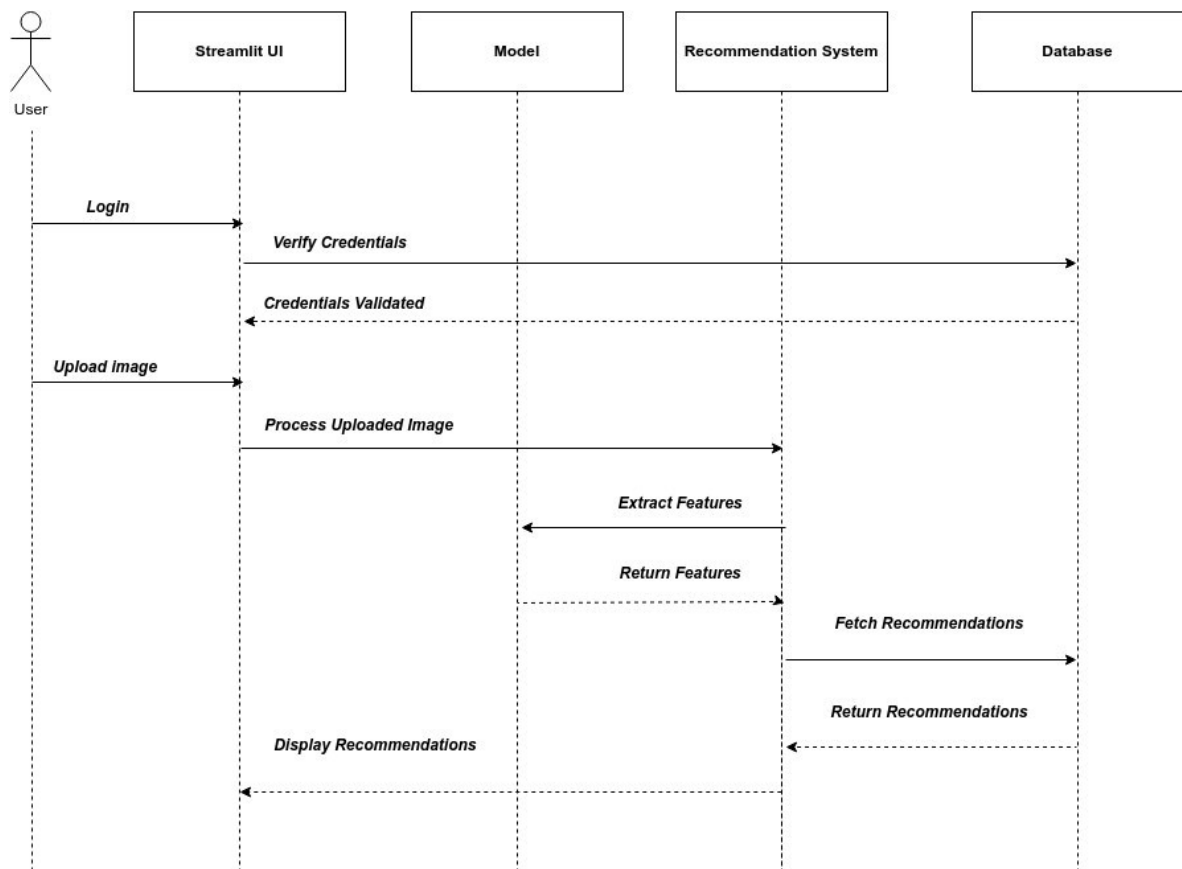 Streamlit UI
Model
Recommendation System
Database
User
Login
Verify Credentials
Credentials Validated
Upload image
Process Uploaded Image
Extract Features
Return Features
Fetch Recommendations
Return Recommendations
Display Recommendations